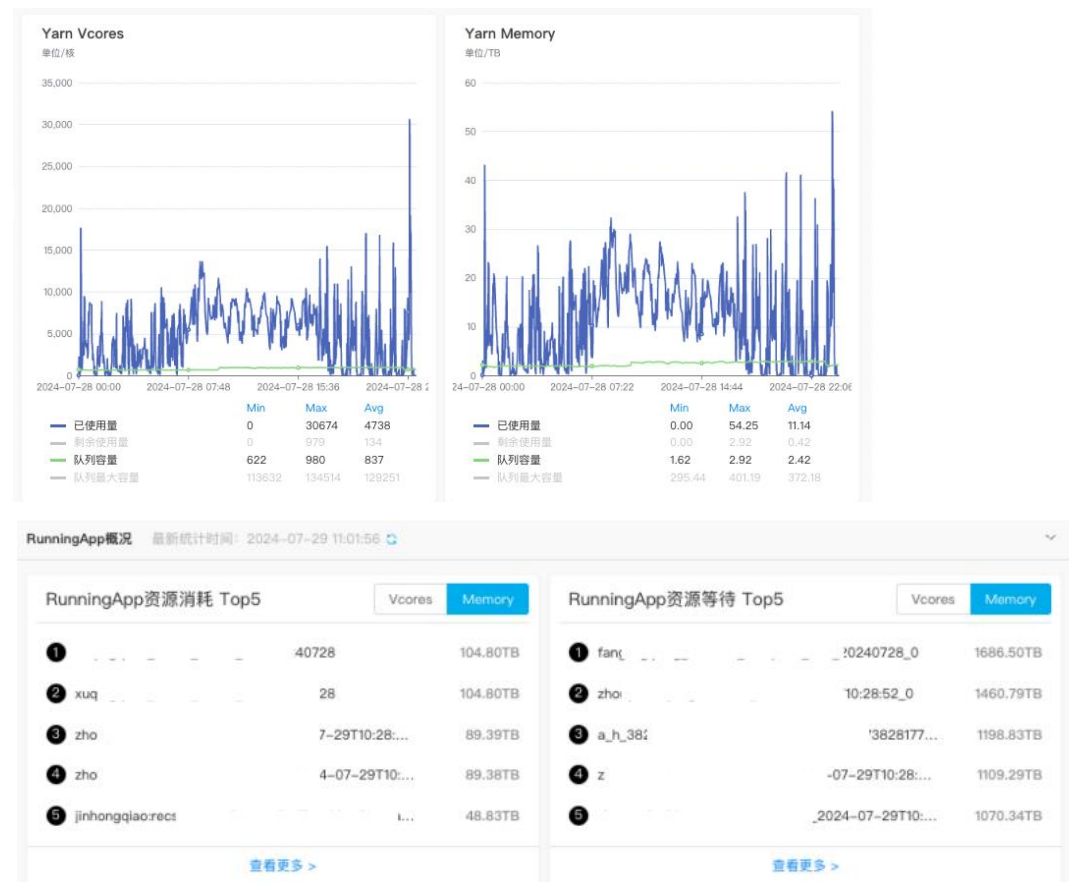 Yarn Vcores
单位/核
35,000
30,000
25,000
20,000
15,000
10,000
5,000
0
2024-07-28 00:00 2024-07-28 07:48 2024-07-28 15:36 2024-07-28 2
Min Max Avg
已使用量 0 30674 4738
剩余使用量 0 979 134
队列容量 622 980 837
队列最大容量 113632 134514 129251
Yarn Memory
单位/TB
60
50
40
30
20
10
0
24-07-28 00:00 2024-07-28 07:22 2024-07-28 14:44 2024-07-28 22:06
Min Max Avg
已使用量 0.00 54.25 11.14
剩余使用量 0.00 2.92 0.42
队列容量 1.62 2.92 2.42
队列最大容量 295.44 401.19 372.18
RunningApp概况 最新统计时间: 2024-07-29 11:01:56
RunningApp资源消耗 Top5 Vcores Memory
1 40728 104.80TB
2 xuq 28 104.80TB
3 zho 7-29T10:28:... 89.39TB
4 zho 4-07-29T10:... 89.38TB
5 jinhongqiao:recs ... 48.83TB
查看更多 >
RunningApp资源等待 Top5 Vcores Memory
1 fang 20240728_0 1686.50TB
2 zho 10:28:52_0 1460.79TB
3 a_h_382 '3828177... 1198.83TB
4 z -07-29T10:28:... 1109.29TB
5 _2024-07-29T10:... 1070.34TB
查看更多 >